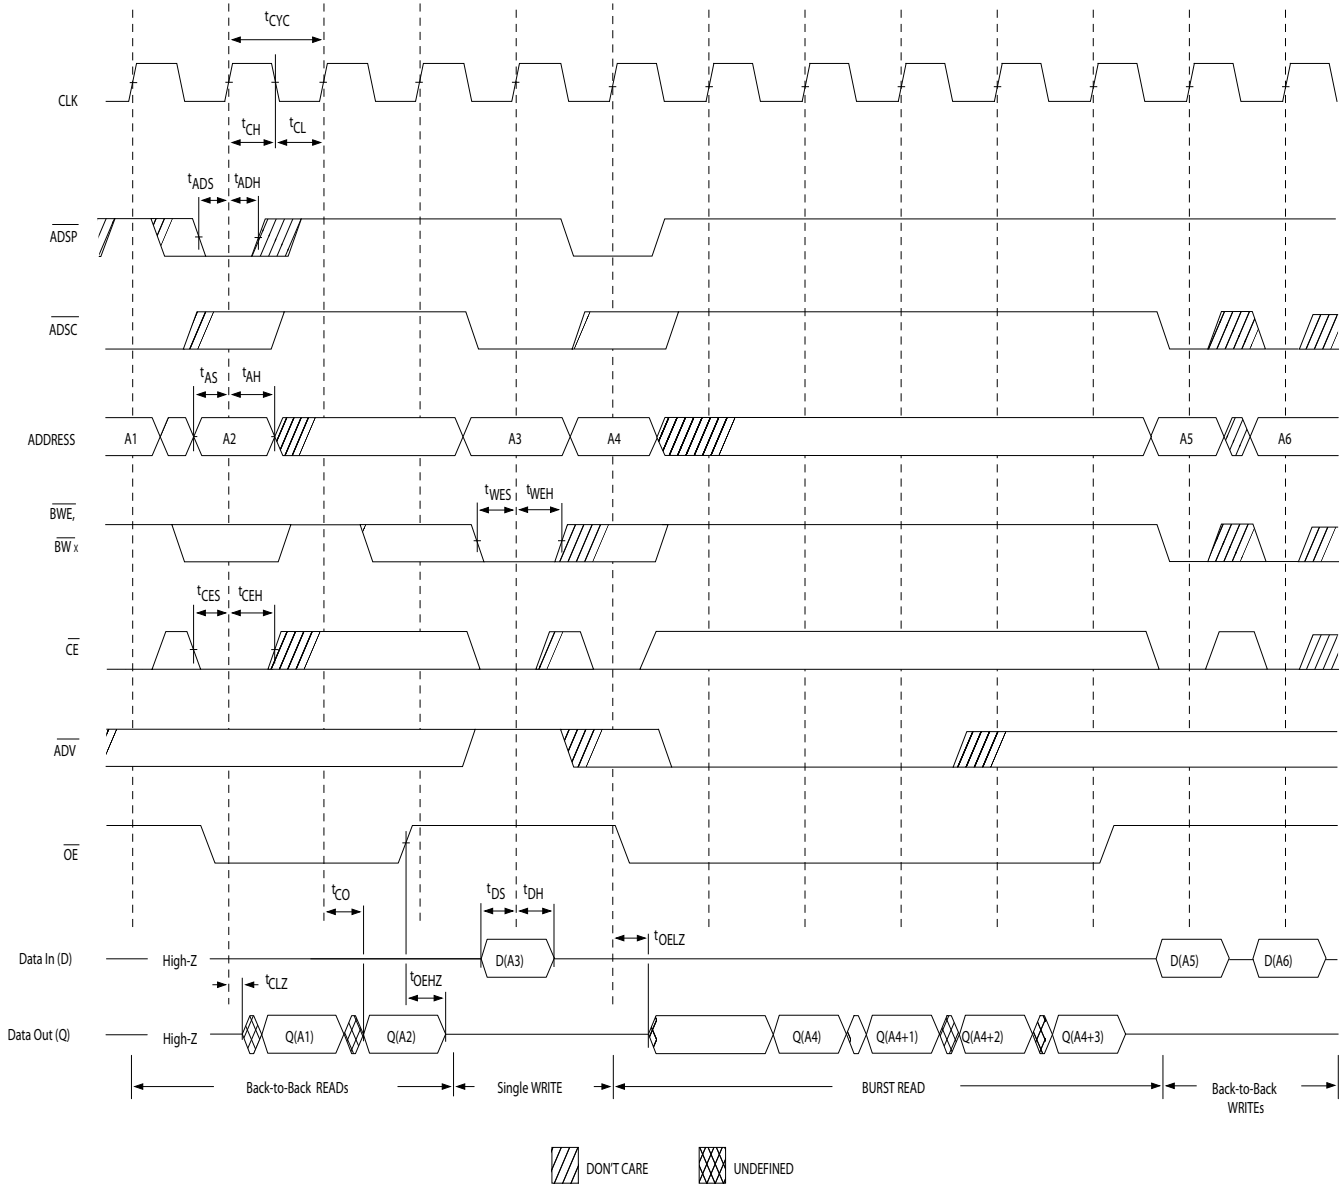 tCYC
CLK
tCH tCL
tADS tADH
ADSP
ADSC
tAS tAH
ADDRESS A1 A2 A3 A4 A5 A6
tWES tWEH
BWE,
BW x
tCES tCEH
CE
ADV
OE
tCO tDS tDH
tOELZ
Data In (D) High-Z D(A3) D(A5) D(A6)
tCLZ tOEHZ
Data Out (Q) High-Z Q(A1) Q(A2) Q(A4) Q(A4+1) Q(A4+2) Q(A4+3)
Back-to-Back READs Single WRITE BURST READ Back-to-Back
WRITEs
DON'T CARE UNDEFINED